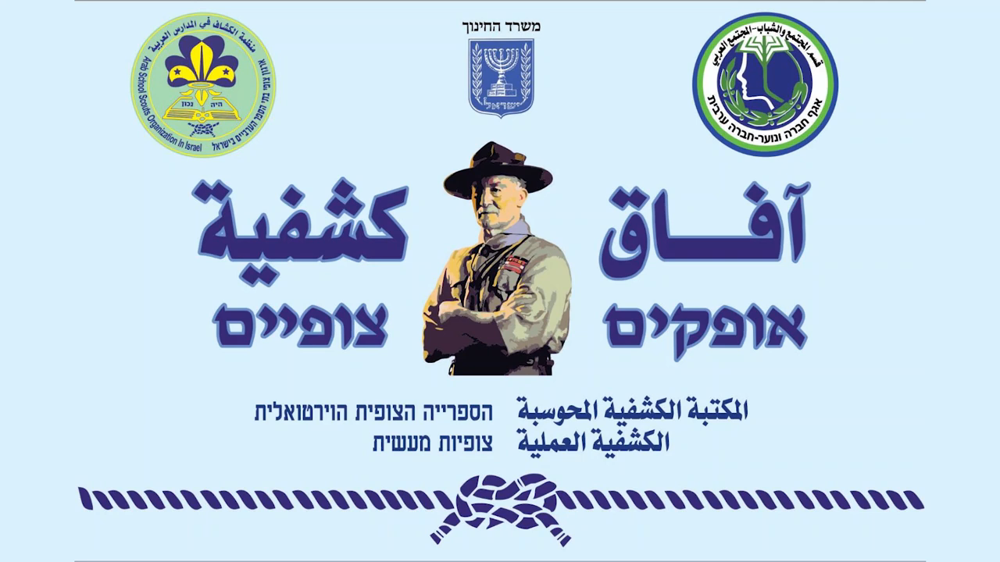 משרד החינוך
ישראל
منظمة الكشاف في المدارس العربية
ארגון צופי בתי הספר הערביים בישראל
Arab School Scouts Organization In Israel
היה נכון
قسم المجتمع والشباب-المجتمع العربي
אגף חברה ונוער-חברה ערבית
آفاق كشفية
אופקים צופיים
المكتبة الكشفية المحوسبة הספרייה הצופית הוירטואלית
الكشفية العملية צופיות מעשית